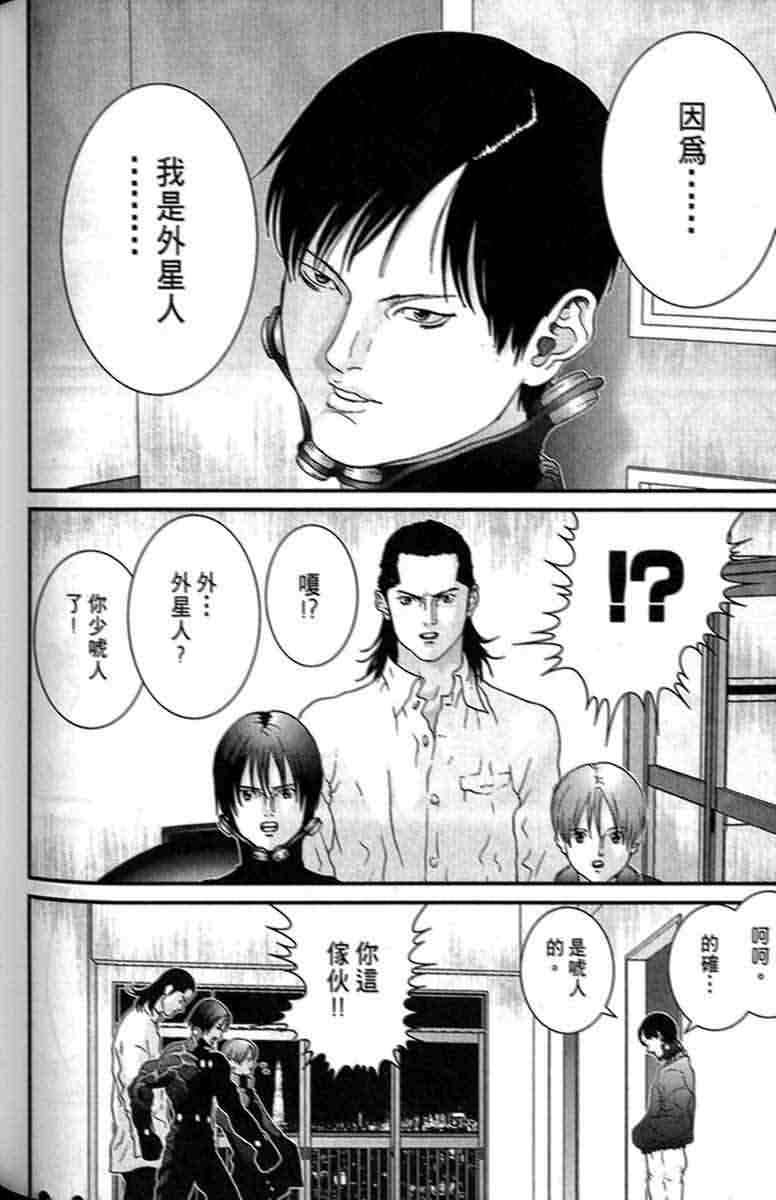 因爲……
我是外星人
………
!?
嗄!?
外…
外星人?
你少唬人
了!
呵呵。
的確…
是唬人
的。
你這
傢伙!!